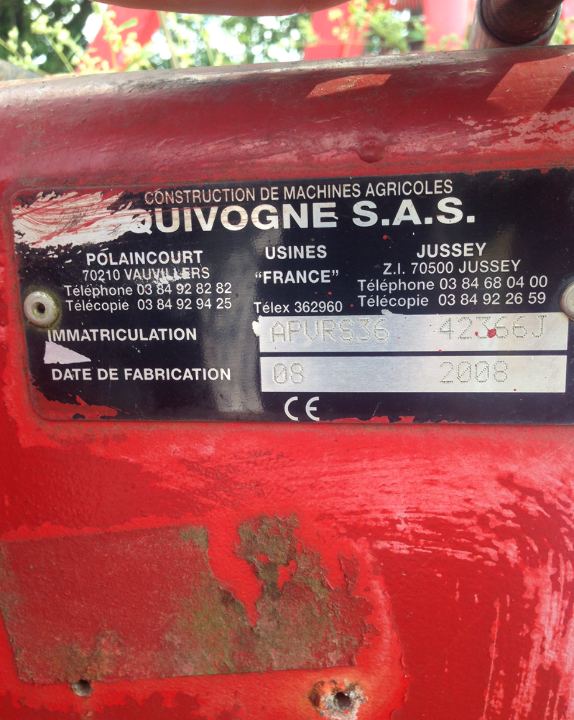 CONSTRUCTION DE MACHINES AGRICOLES
QUIVOGNE S.A.S.
POLAINCOURT
70210 VAUVILLERS
Téléphone 03 84 92 82 82
Télécopie 03 84 92 94 25
USINES
"FRANCE"
Télex 362960
JUSSEY
Z.I. 70500 JUSSEY
Téléphone 03 84 68 04 00
Télécopie 03 84 92 26 59
IMMATRICULATION APVRS36 42366J
DATE DE FABRICATION 08 2008
CE